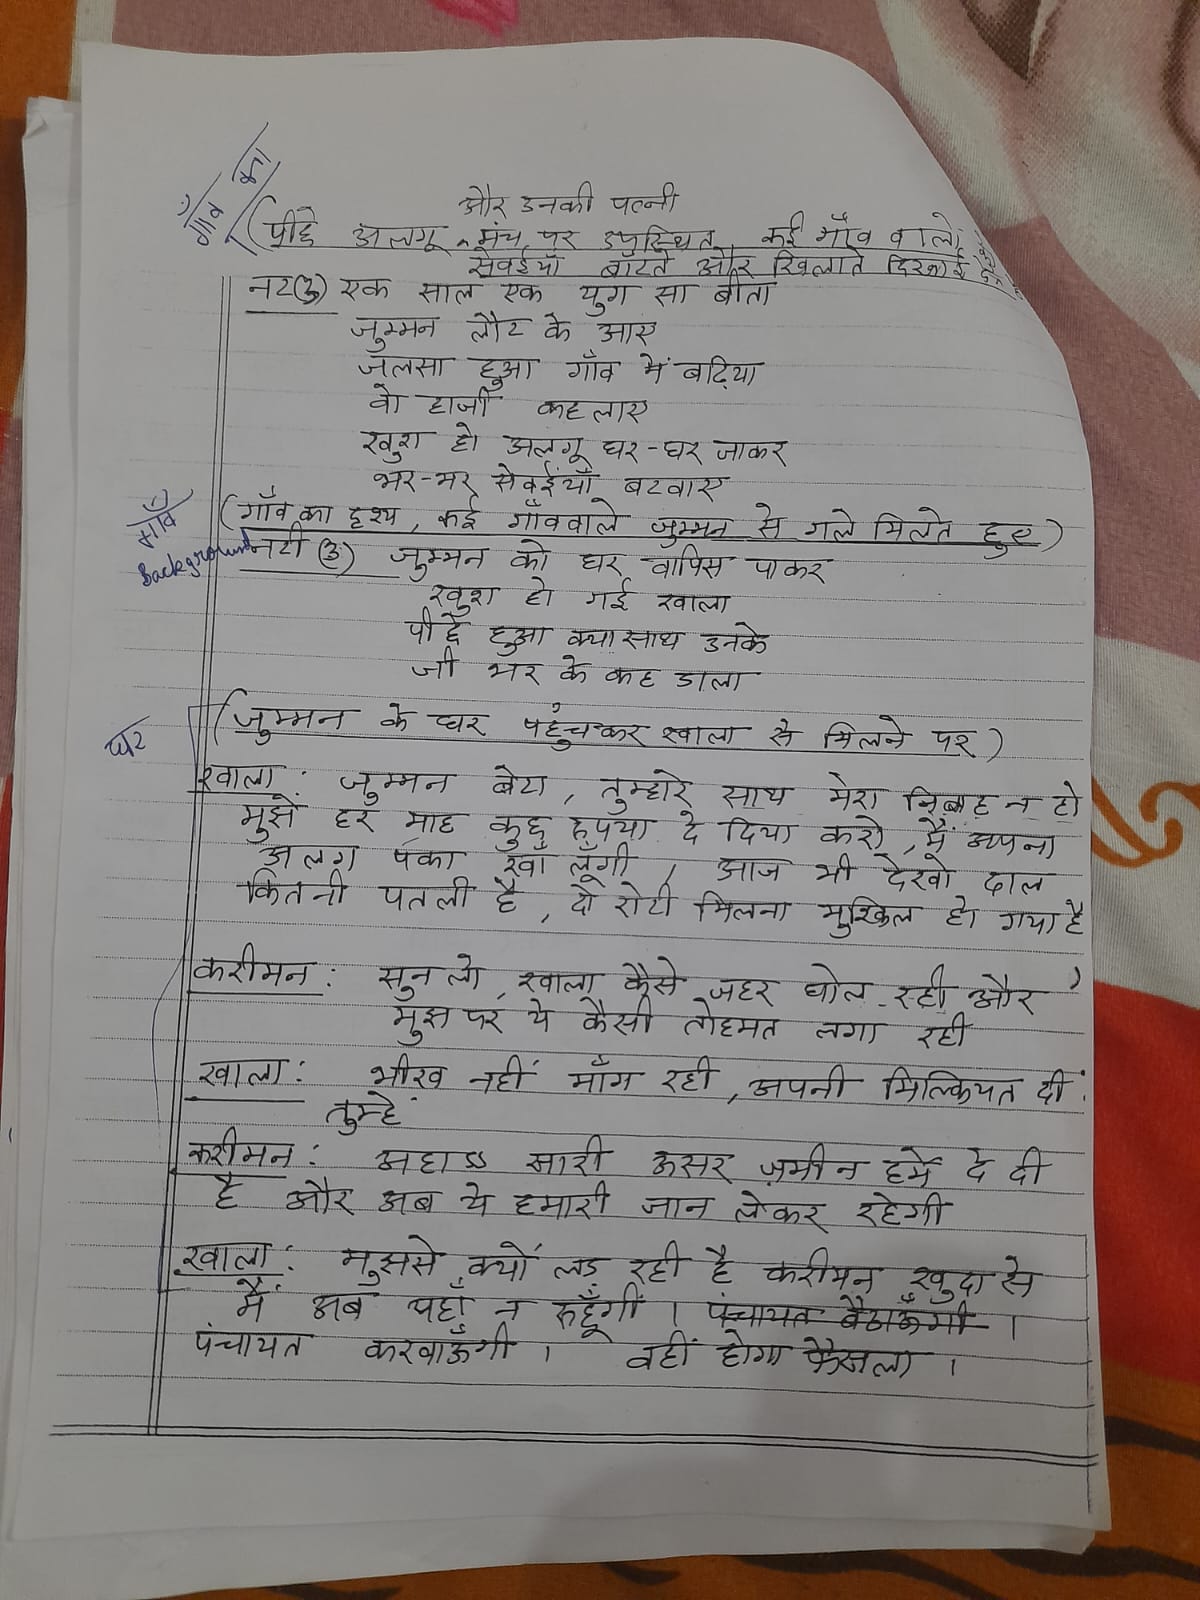 गाँव का
और उनकी पत्नी
(पीछे अलगू ^ मंच पर उपस्थित, कई गाँव वाले
सेवईयाँ बांटते और खिलाते दिखाई
नट(3) एक साल एक युग सा बीता
जुम्मन लौट के आए
जलसा हुआ गाँव में बढ़िया
वो हाजी कहलाए
खुश हो अलगू घर-घर जाकर
भर-भर सेवईयाँ बटवाए
(गाँव का दृश्य, कई गाँववाले जुम्मन से गले मिलते हुए)
गाँव
Background
नटी (3) जुम्मन को घर वापिस पाकर
खुश हो गई खाला
पीछे हुआ क्या साथ उनके
जी भर के कह डाला
घर
(जुम्मन के घर पहुंचकर खाला से मिलने पर)
खाला: जुम्मन बेटा, तुम्हारे साथ मेरा निबाह न हो
मुझे हर माह कुछ रुपया दे दिया करो, मैं अपना
अलग पका खा लूँगी, आज भी देखो दाल
कितनी पतली है, दो रोटी मिलना मुश्किल हो गया है
करीमन: सुन लो, खाला कैसे जहर घोल रही और
मुझ पर ये कैसी तोहमत लगा रही
खाला: भीख नहीं माँग रही, अपनी मिल्कियत दी
तुम्हें
करीमन: अहाऽऽ सारी ऊसर ज़मीन हमें दे दी
है और अब ये हमारी जान लेकर रहेगी
खाला: मुझसे क्यों लड़ रही है करीमन, खुदा से
मैं अब यहाँ न रुहूँगी। पंचायत बैठाऊंगी।
पंचायत करवाऊँगी। वहीं होगा फ़ैसला।